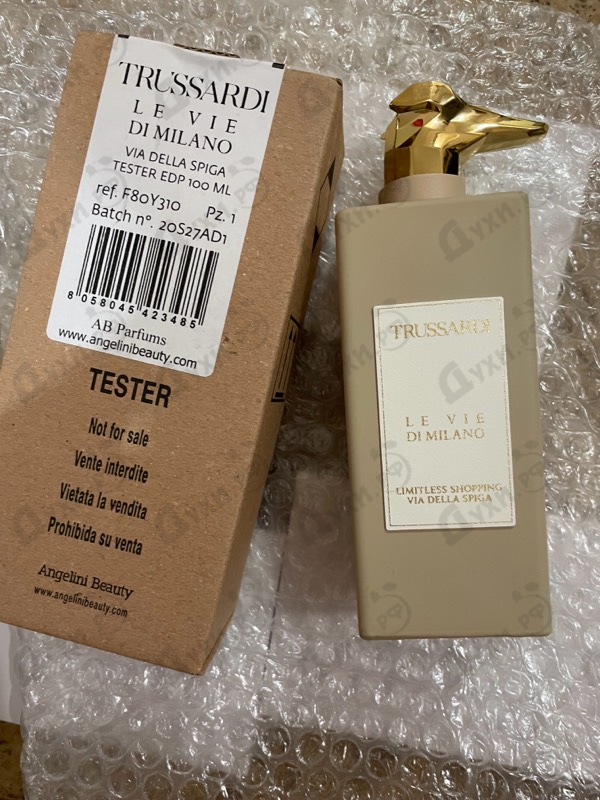 TRUSSARDI
LE VIE
DI MILANO
VIA DELLA SPIGA
TESTER EDP 100 ML
ref. F80Y310 Pz. 1
Batch n°. 20S27AD1
8 058045 423485
AB Parfums
www.angelinibeauty.com
TESTER
Not for sale
Vente interdite
Vietata la vendita
Prohibida su venta
Angelini Beauty
www.angelinibeauty.com
TRUSSARDI
LE VIE
DI MILANO
LIMITLESS SHOPPING
VIA DELLA SPIGA
Духи.рф